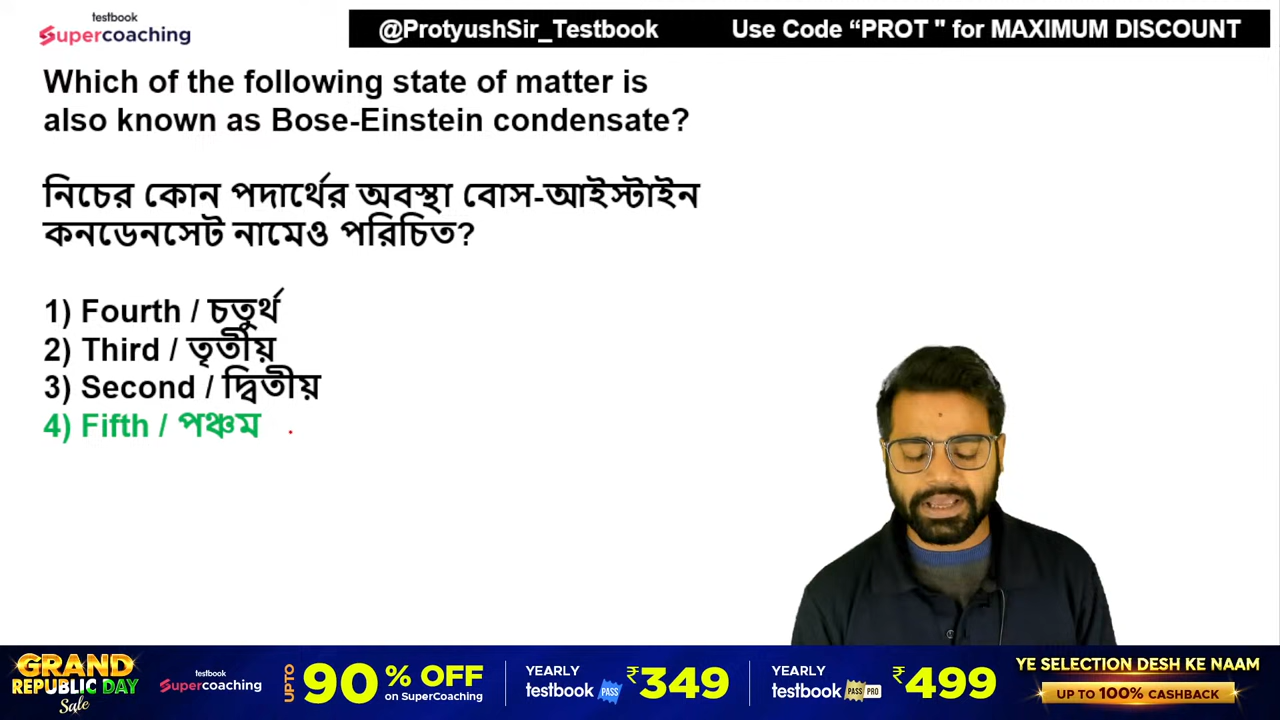 testbook
Supercoaching
@ProtyushSir_Testbook Use Code “PROT " for MAXIMUM DISCOUNT
Which of the following state of matter is
also known as Bose-Einstein condensate?
নিচের কোন পদার্থের অবস্থা বোস-আইস্টাইন
কনডেনসেট নামেও পরিচিত?
1) Fourth / চতুর্থ
2) Third / তৃতীয়
3) Second / দ্বিতীয়
4) Fifth / পঞ্চম
GRAND
REPUBLIC DAY
Sale
testbook
Supercoaching
UPTO 90 % OFF
on SuperCoaching
YEARLY
testbook PASS
₹349
YEARLY
testbook PASS PRO
₹499
YE SELECTION DESH KE NAAM
UP TO 100% CASHBACK